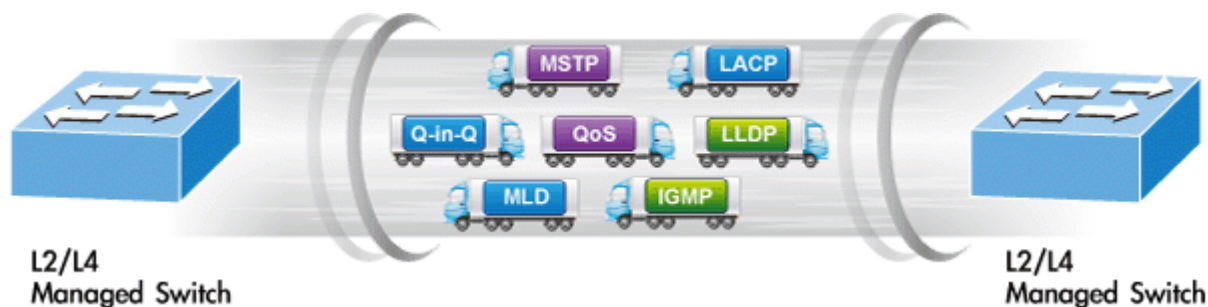 MSTP
LACP
Q-in-Q
QoS
LLDP
MLD
IGMP
L2/L4
Managed Switch
L2/L4
Managed Switch